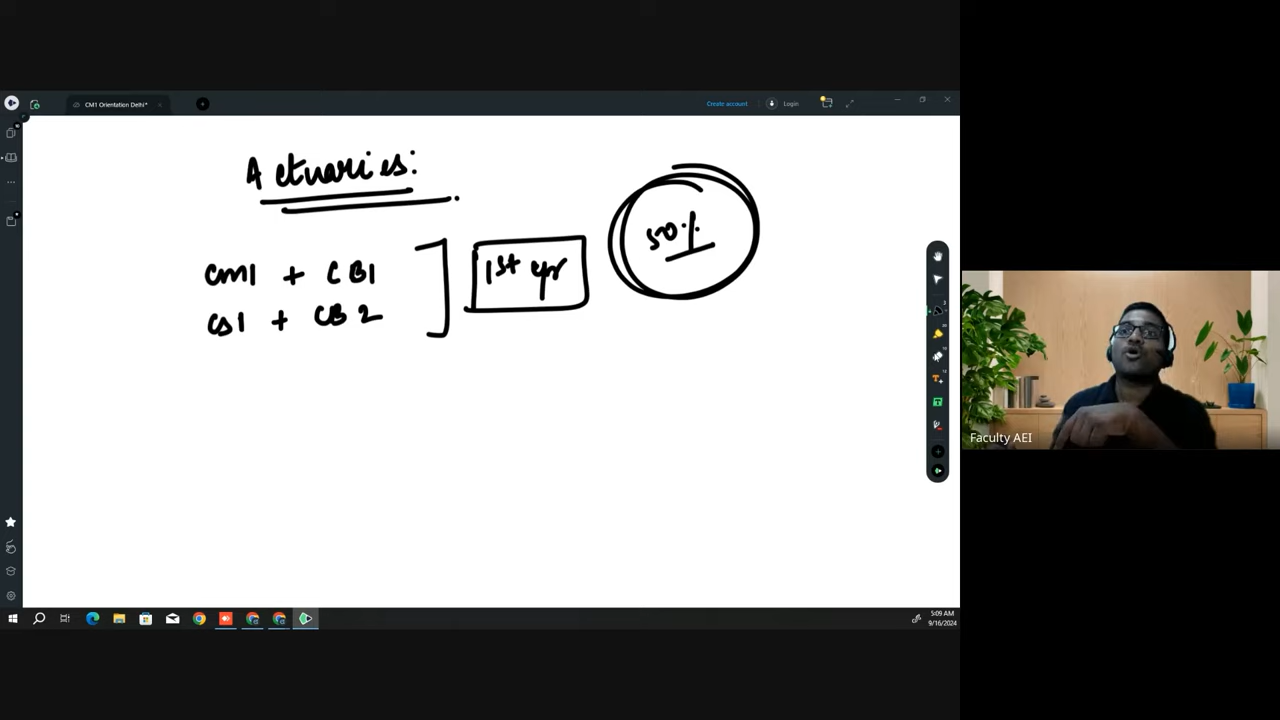 CM1 Orientation Delhi*
Create account
Login
Actuaries:
CM1 + CB1
CS1 + CB2
1st yr
50%
Faculty AEI
5:09 AM
9/16/2024